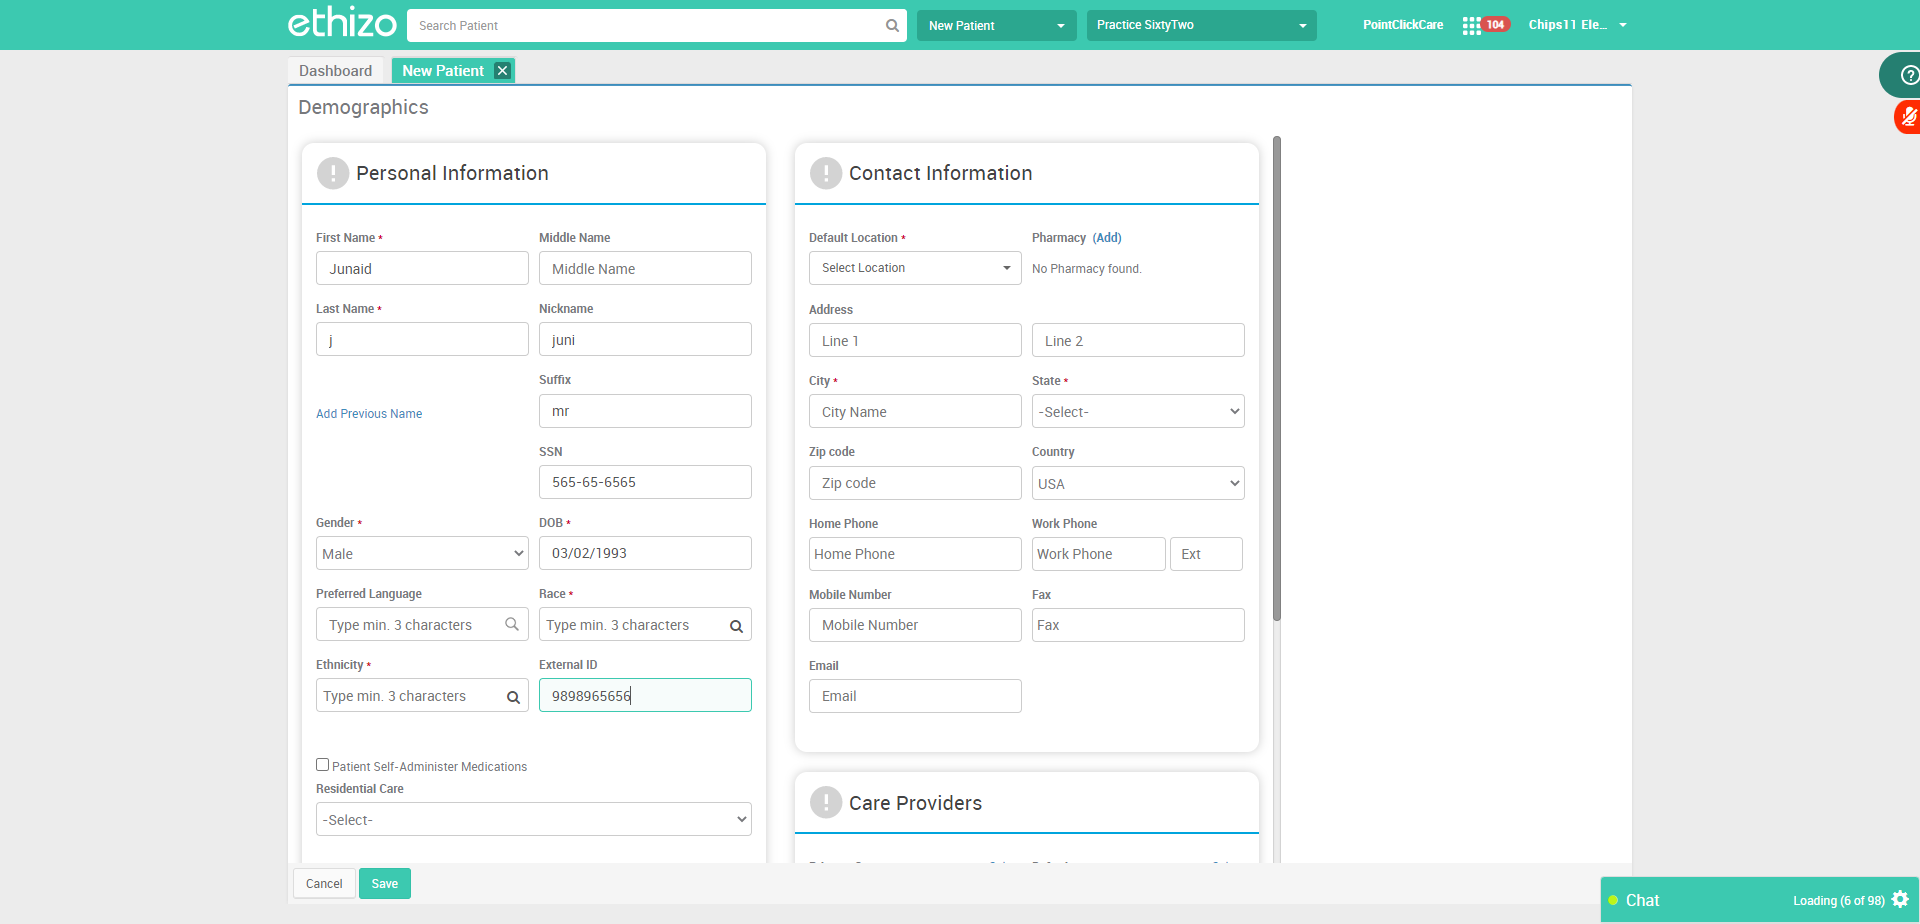 ethizo
Search Patient
New Patient
Practice SixtyTwo
PointClickCare
104
Chips11 Ele...
Dashboard
New Patient
Demographics
Personal Information
First Name *
Middle Name
Junaid
Middle Name
Last Name *
Nickname
j
juni
Suffix
Add Previous Name
mr
SSN
565-65-6565
Gender *
DOB *
Male
03/02/1993
Preferred Language
Race *
Type min. 3 characters
Type min. 3 characters
Ethnicity *
External ID
Type min. 3 characters
9898965656
Patient Self-Administer Medications
Residential Care
-Select-
Contact Information
Default Location *
Pharmacy (Add)
Select Location
No Pharmacy found.
Address
Line 1
Line 2
City *
State *
City Name
-Select-
Zip code
Country
Zip code
USA
Home Phone
Work Phone
Home Phone
Work Phone
Ext
Mobile Number
Fax
Mobile Number
Fax
Email
Email
Care Providers
Cancel
Save
Chat
Loading (6 of 98)